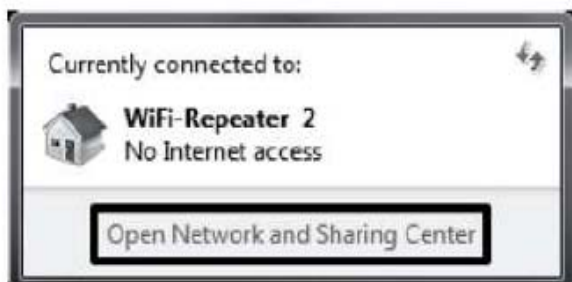 Currently connected to:
WiFi-Repeater 2
No Internet access
Open Network and Sharing Center